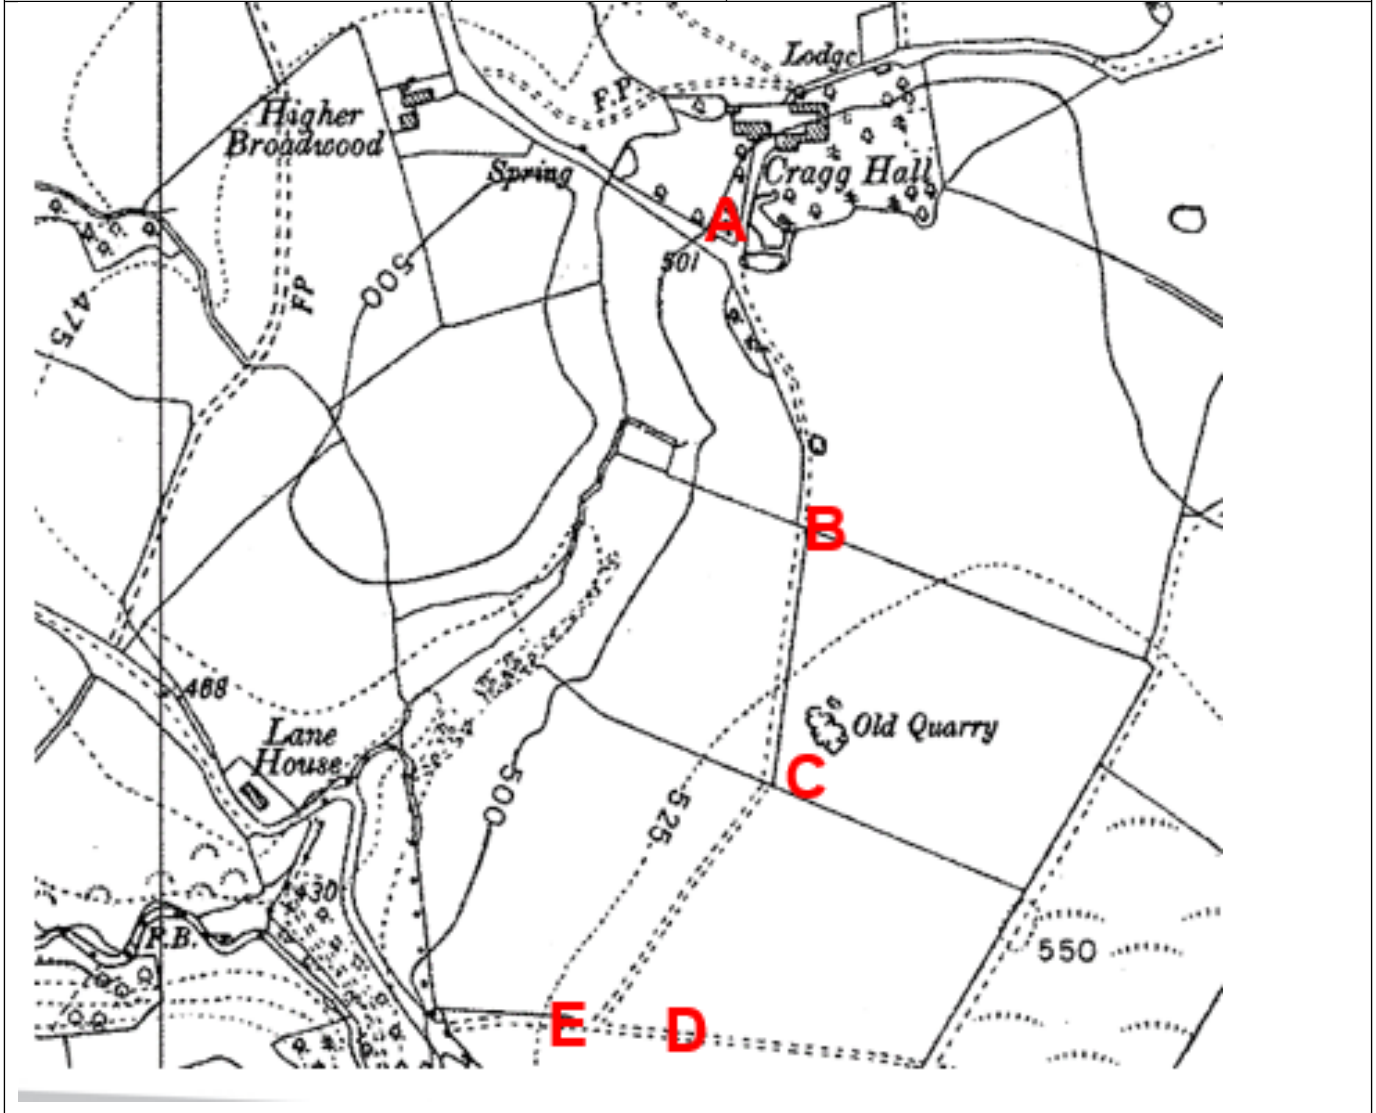 Lodge
F.P.
Higher
Broadwood
Spring
Cragg Hall
A
501
500
FP
475
B
468
Old Quarry
Lane
House
C
500
525
430
F.B.
550
E
D